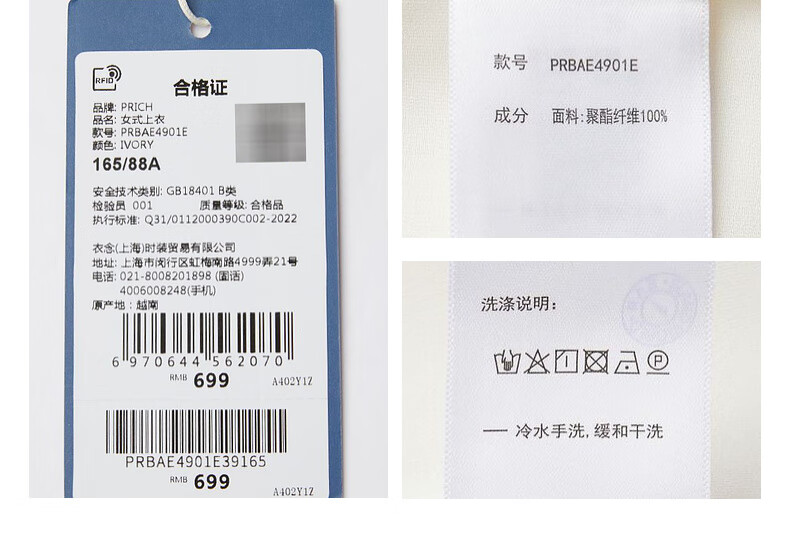 RFID
合格证
品牌: PRICH
品名: 女式上衣
款号: PRBAE4901E
颜色: IVORY
165/88A
安全技术类别: GB18401 B类
检验员 001 质量等级: 合格品
执行标准: Q31/0112000390C002-2022
衣念(上海)时装贸易有限公司
地址: 上海市闵行区虹梅南路4999弄21号
电话: 021-8008201898 (固话)
4006008248(手机)
原产地: 越南
6 970644 562070
RMB 699 A402Y1Z
PRBAE4901E39165
RMB 699 A402Y1Z
款号 PRBAE4901E
成分 面料:聚酯纤维100%
洗涤说明:
P
— 冷水手洗,缓和干洗